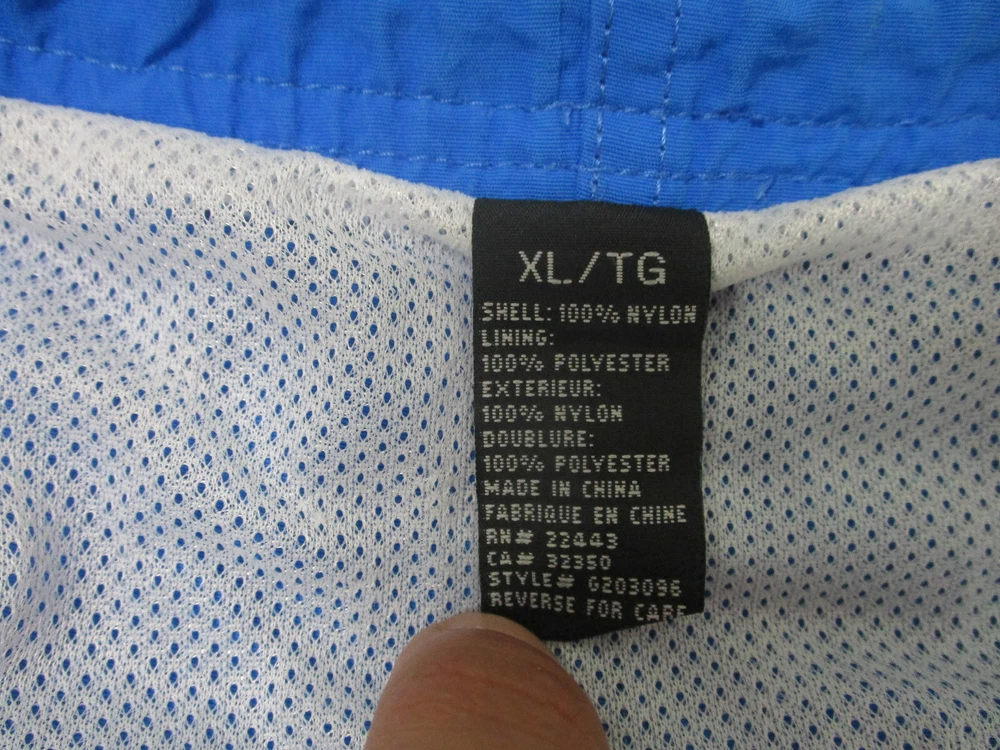 XL/TG
SHELL: 100% NYLON
LINING:
100% POLYESTER
EXTERIEUR:
100% NYLON
DOUBLURE:
100% POLYESTER
MADE IN CHINA
FABRIQUE EN CHINE
RN# 22443
CA# 32350
STYLE# G203096
REVERSE FOR CARE